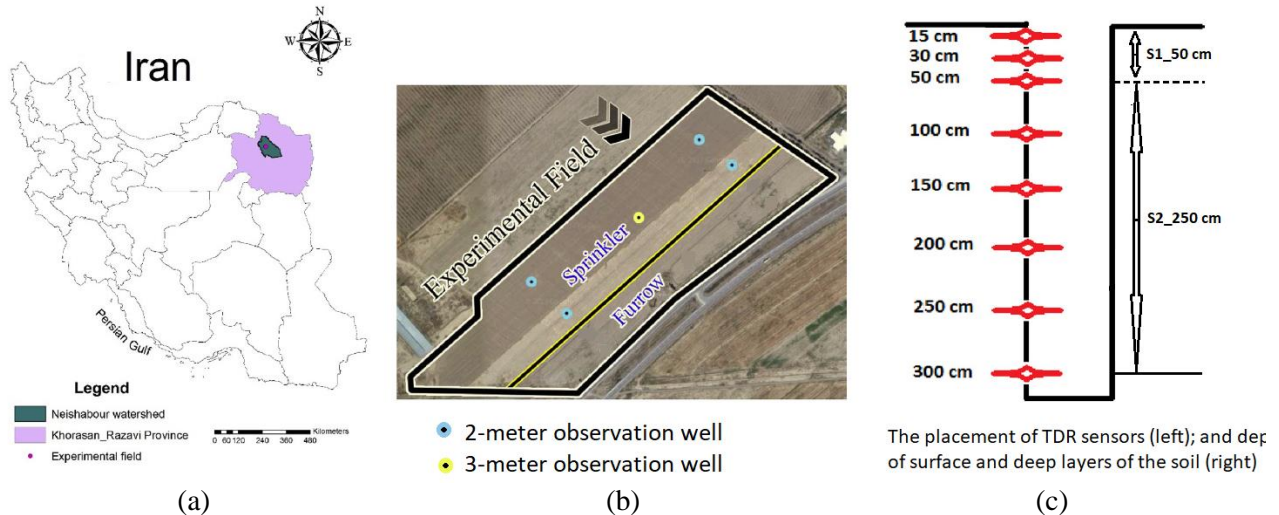 Iran
N
W E
S
Persian Gulf
Legend
Neishabour watershed
Khorasan_Razavi Province
Experimental field
Kilometers
0 60 120 240 360 480
(a)
Experimental Field
Sprinkler
Furrow
2-meter observation well
3-meter observation well
(b)
15 cm
30 cm
50 cm
100 cm
150 cm
200 cm
250 cm
300 cm
S1_50 cm
S2_250 cm
The placement of TDR sensors (left); and dep
of surface and deep layers of the soil (right)
(c)